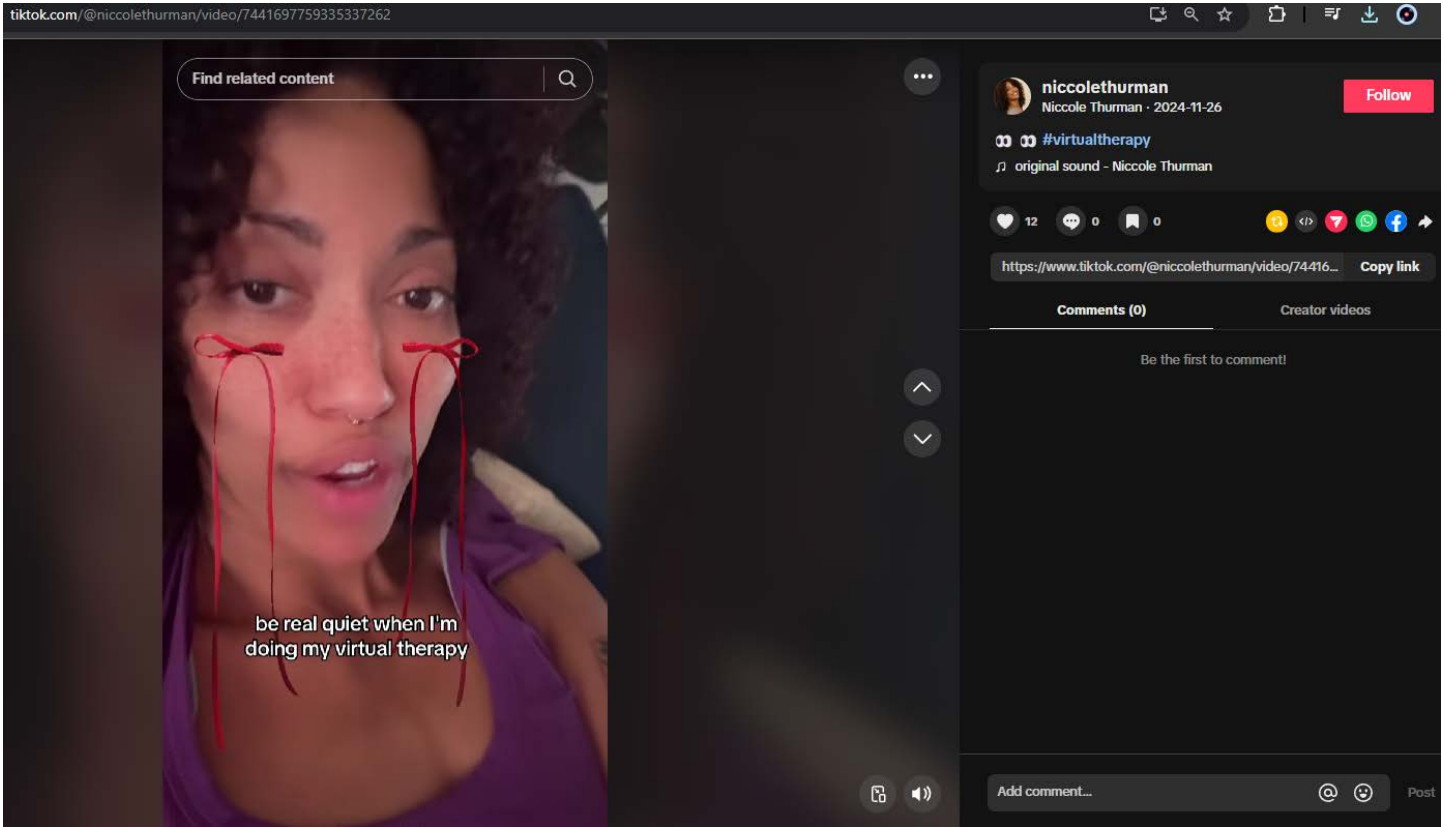 tiktok.com/@niccolethurman/video/7441697759335337262
Find related content
be real quiet when I'm
doing my virtual therapy
niccolethurman
Niccole Thurman · 2024-11-26
Follow
👀 👀 #virtualtherapy
♫ original sound - Niccole Thurman
12
0
0
https://www.tiktok.com/@niccolethurman/video/74416...
Copy link
Comments (0)
Creator videos
Be the first to comment!
Add comment...
Post